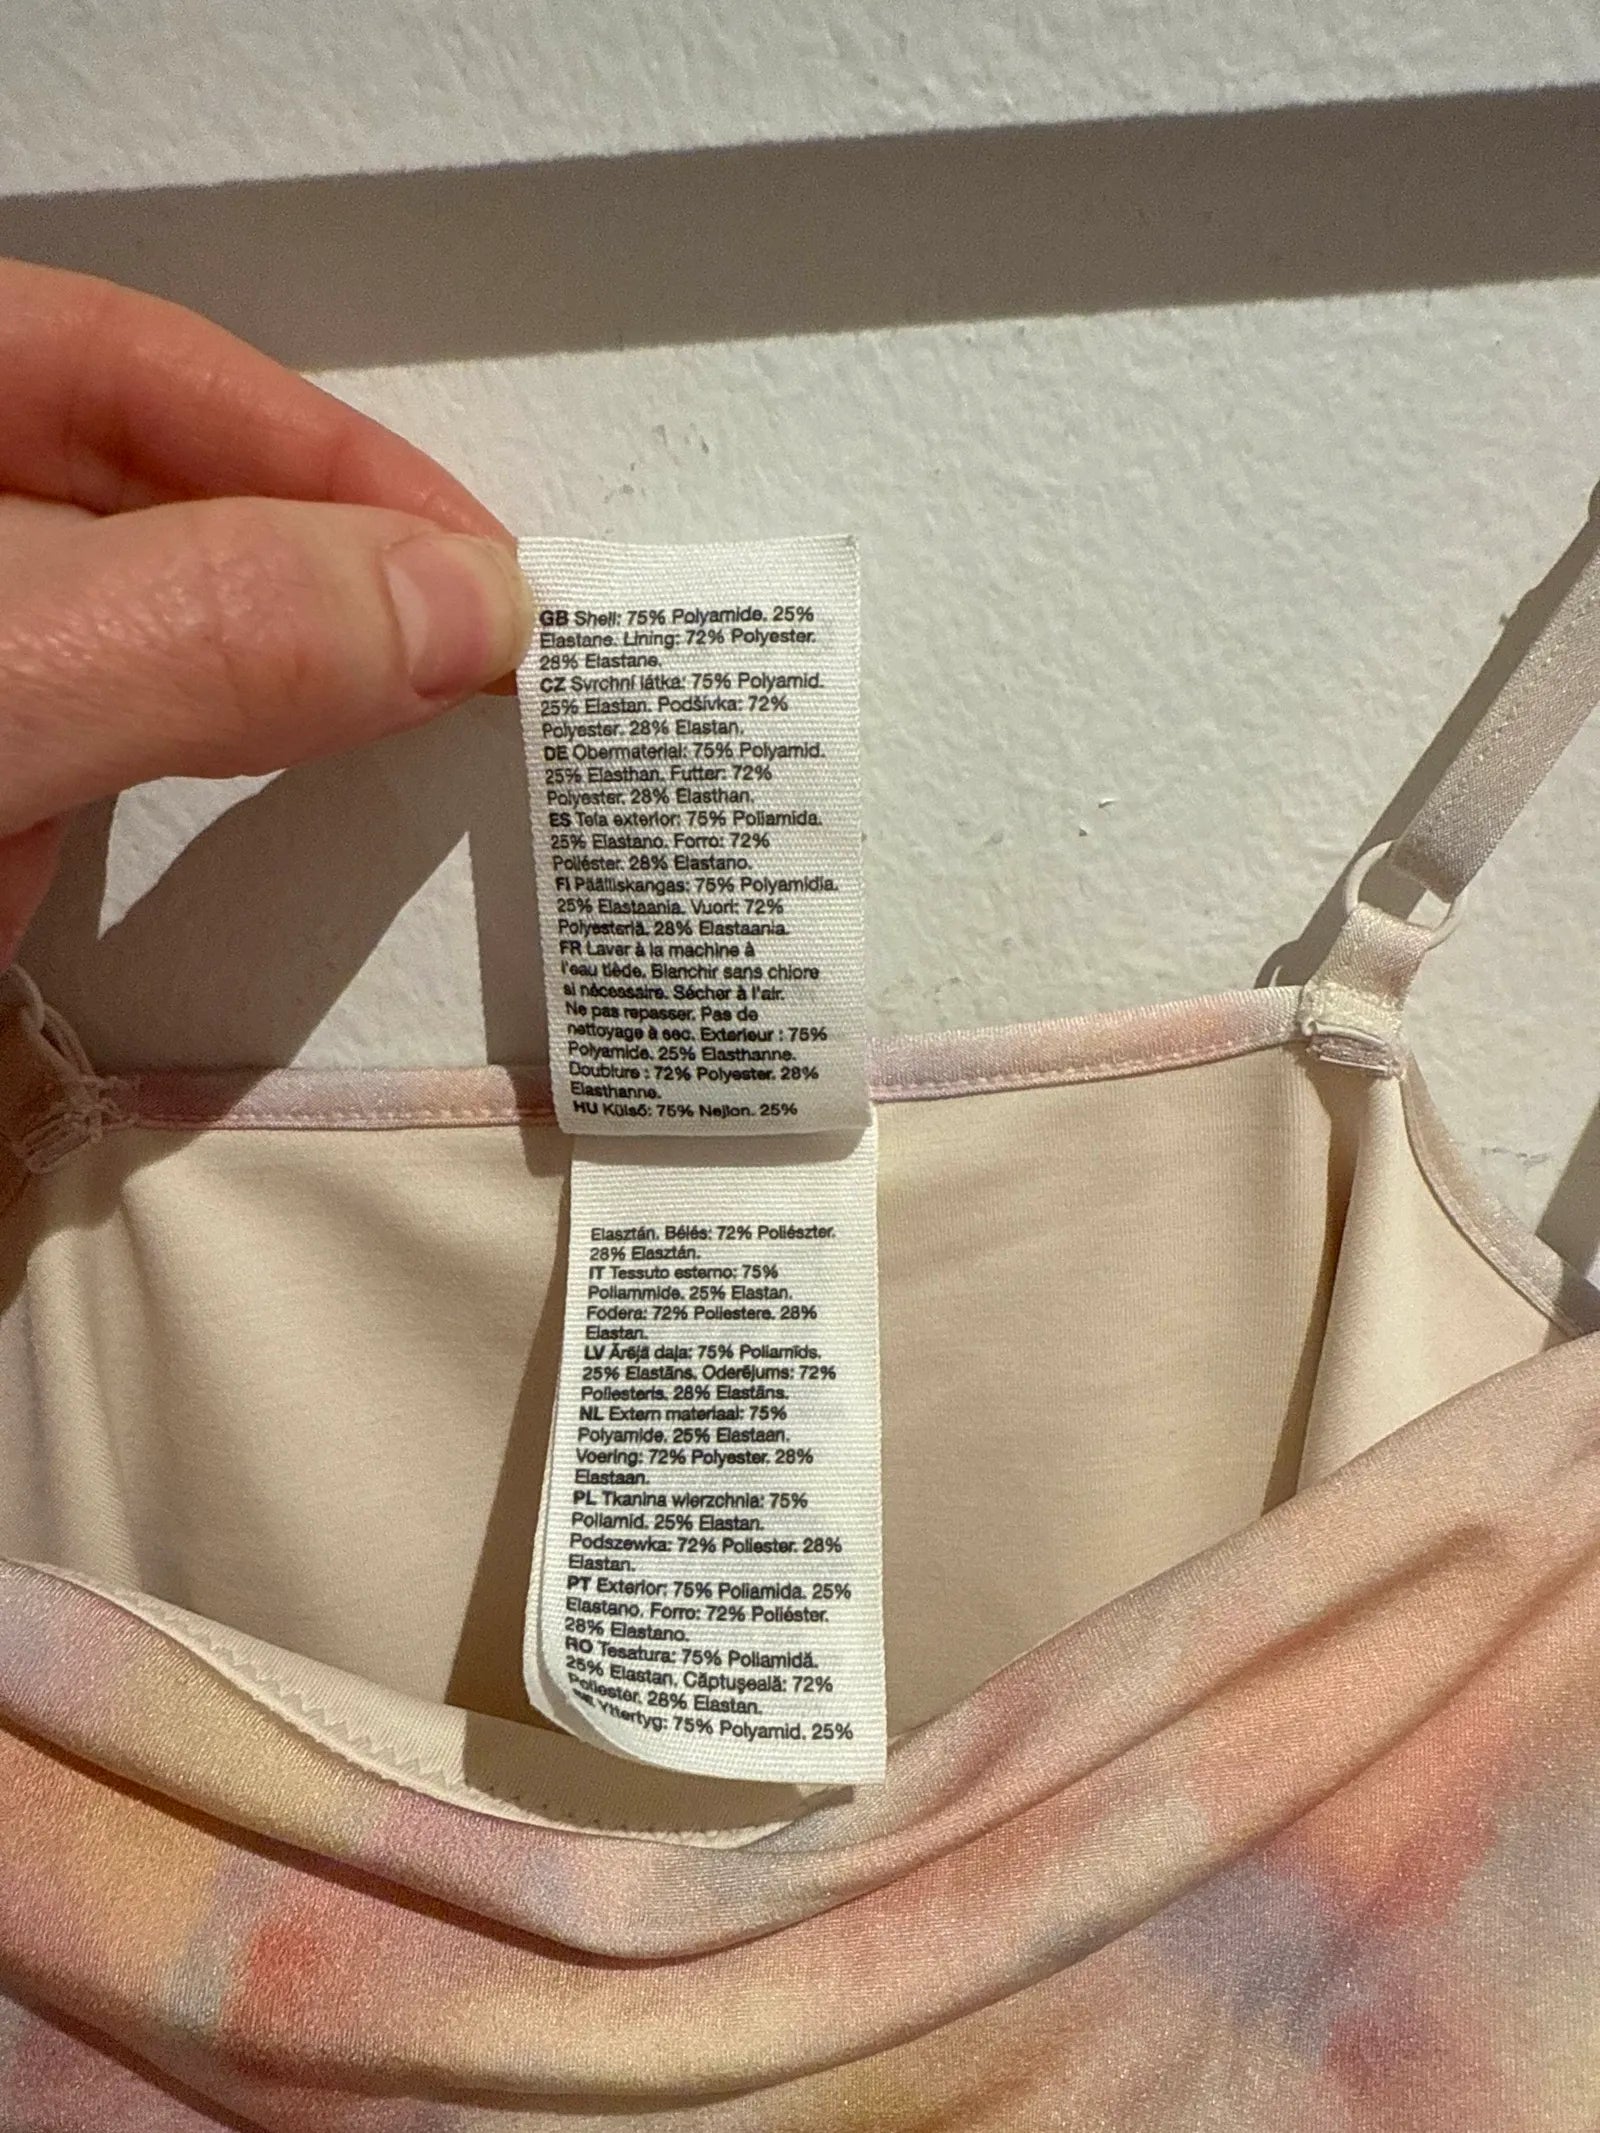 GB Shell: 75% Polyamide. 25%
Elastane. Lining: 72% Polyester.
28% Elastane.
CZ Svrchní látka: 75% Polyamid.
25% Elastan. Podšívka: 72%
Polyester. 28% Elastan.
DE Obermaterial: 75% Polyamid.
25% Elasthan. Futter: 72%
Polyester. 28% Elasthan.
ES Tela exterior: 75% Poliamida.
25% Elastano. Forro: 72%
Poliéster. 28% Elastano.
FI Päälliskangas: 75% Polyamidia.
25% Elastaania. Vuori: 72%
Polyesteriä. 28% Elastaania.
FR Laver à la machine à
l'eau tiède. Blanchir sans chlore
si nécessaire. Sécher à l'air.
Ne pas repasser. Pas de
nettoyage à sec. Exterieur : 75%
Polyamide. 25% Elasthanne.
Doublure : 72% Polyester. 28%
Elasthanne.
HU Külső: 75% Nejlon. 25%
Elasztán. Bélés: 72% Poliészter.
28% Elasztán.
IT Tessuto esterno: 75%
Poliammide. 25% Elastan.
Fodera: 72% Poliestere. 28%
Elastan.
LV Ārējā daļa: 75% Poliamīds.
25% Elastāns. Oderējums: 72%
Poliesteris. 28% Elastāns.
NL Extern materiaal: 75%
Polyamide. 25% Elastaan.
Voering: 72% Polyester. 28%
Elastaan.
PL Tkanina wierzchnia: 75%
Poliamid. 25% Elastan.
Podszewka: 72% Poliester. 28%
Elastan.
PT Exterior: 75% Poliamida. 25%
Elastano. Forro: 72% Poliéster.
28% Elastano.
RO Tesatura: 75% Poliamidă.
25% Elastan. Căptuşeală: 72%
Poliester. 28% Elastan.
Yttertyg: 75% Polyamid. 25%